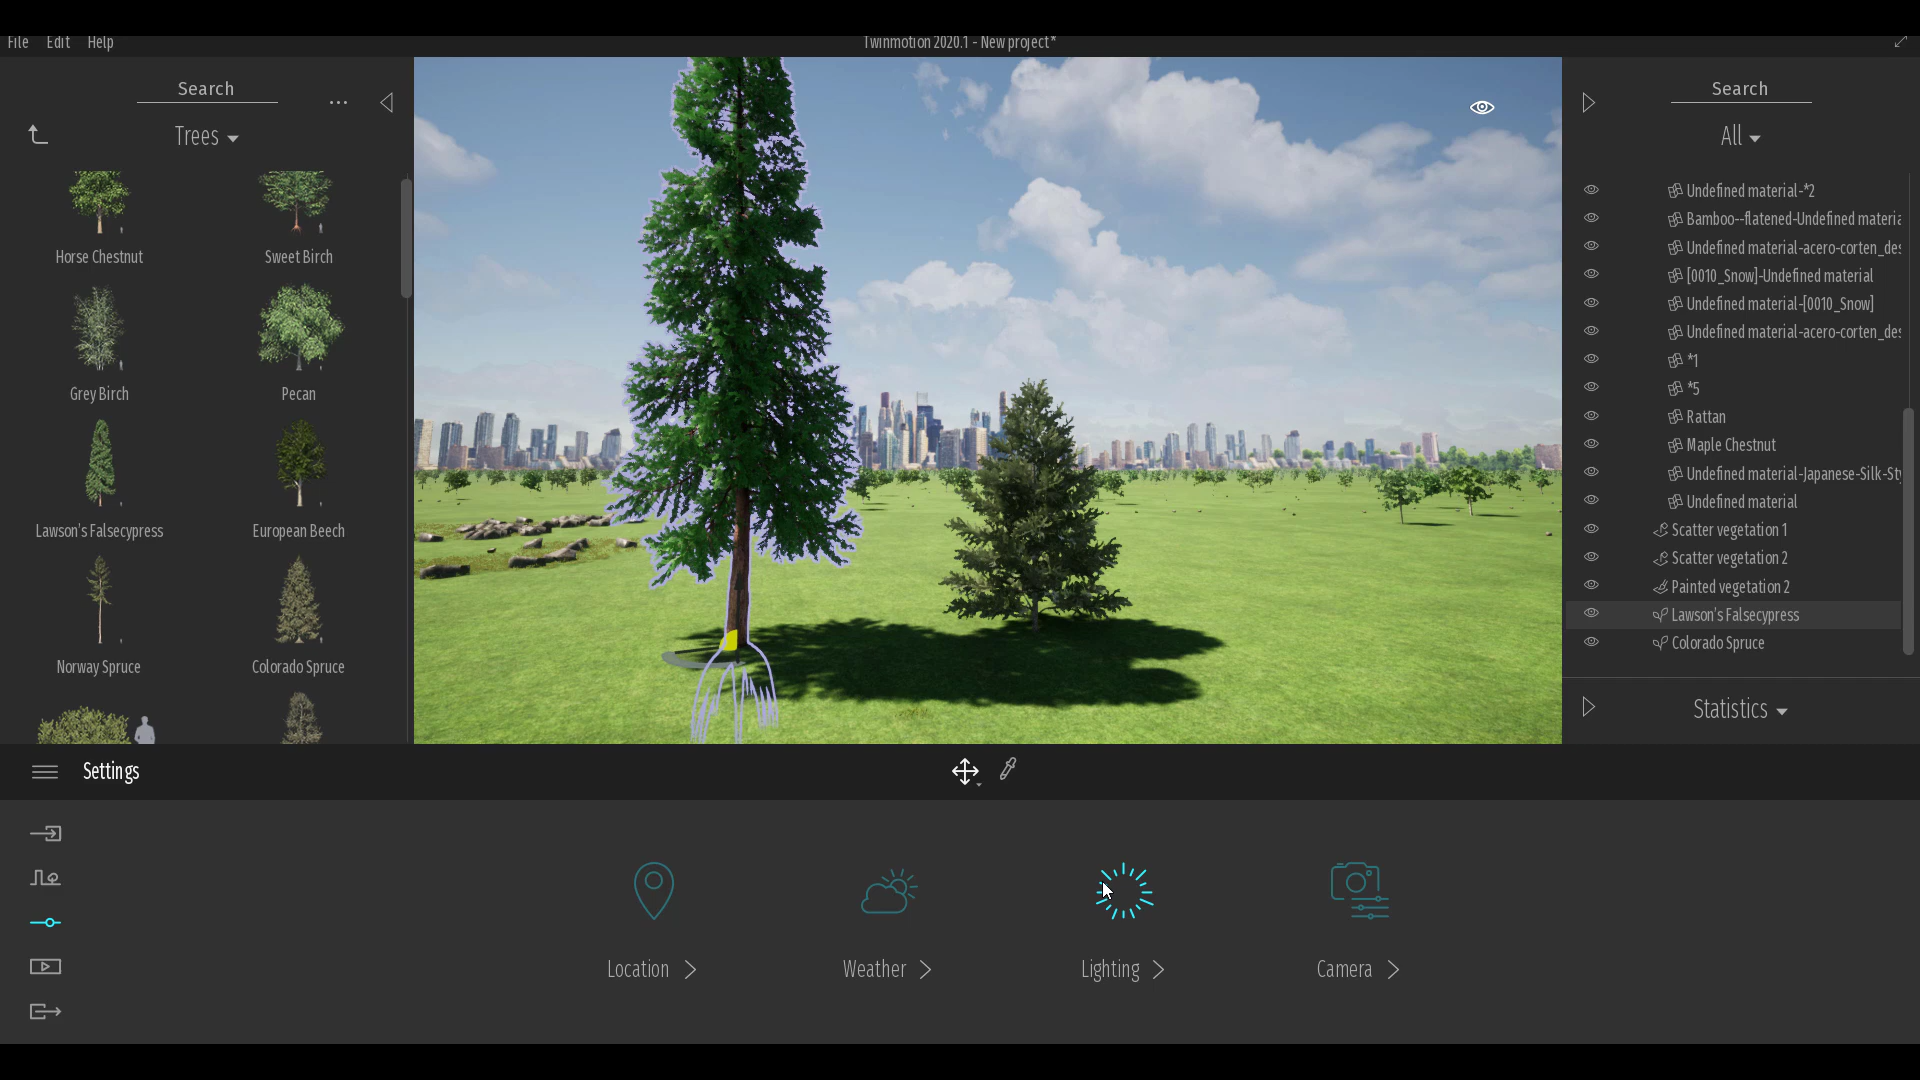 File Edit Help
Twinmotion 2020.1 - New project*
Search
...
Trees
Horse Chestnut
Sweet Birch
Grey Birch
Pecan
Lawson's Falsecypress
European Beech
Norway Spruce
Colorado Spruce
Search
All
Undefined material-*2
Bamboo--flatened-Undefined materia
Undefined material-acero-corten_des
[0010_Snow]-Undefined material
Undefined material-[0010_Snow]
Undefined material-acero-corten_des
*1
*5
Rattan
Maple Chestnut
Undefined material-Japanese-Silk-Sty
Undefined material
Scatter vegetation 1
Scatter vegetation 2
Painted vegetation 2
Lawson's Falsecypress
Colorado Spruce
Statistics
Settings
Location
Weather
Lighting
Camera